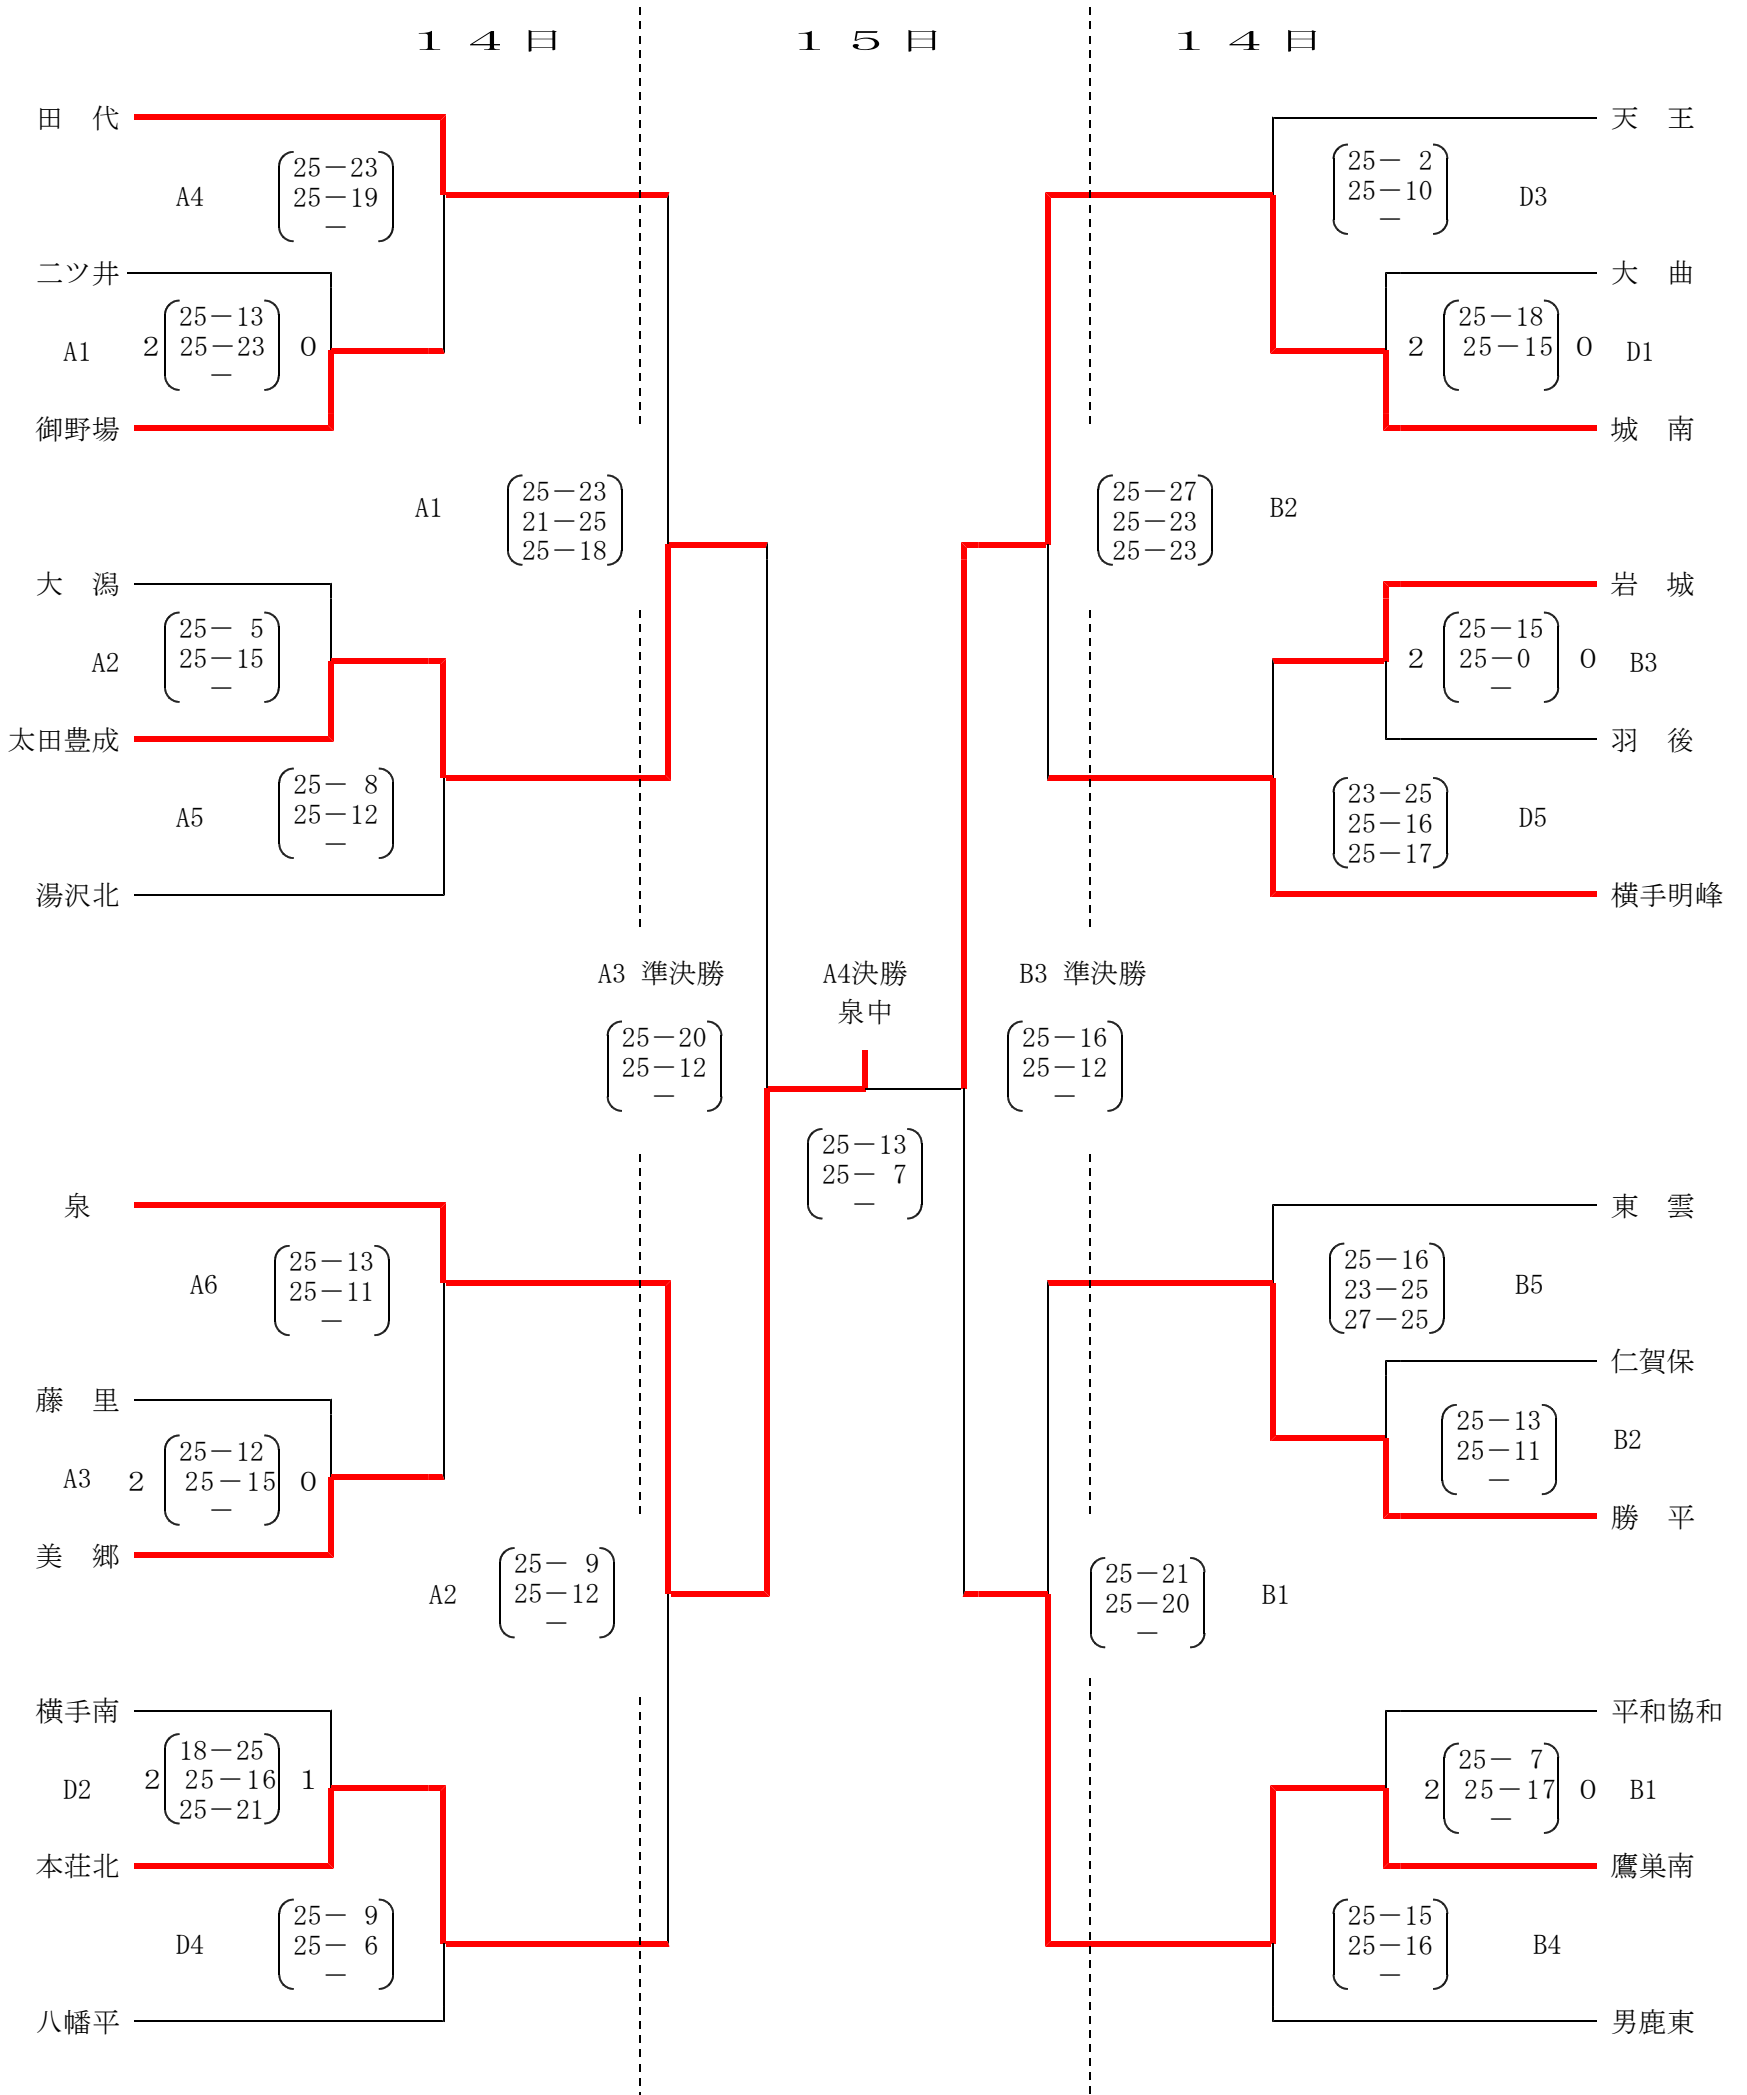 １４日　１５日　１４日
田　代
A4
25－23
25－19
－
二ツ井
A1
2
25－13
25－23
－
0
御野場
A1
25－23
21－25
25－18
大　潟
A2
25－ 5
25－15
－
太田豊成
A5
25－ 8
25－12
－
湯沢北
天　王
25－ 2
25－10
－
D3
大　曲
2
25－18
25－15
0
D1
城　南
25－27
25－23
25－23
B2
岩　城
2
25－15
25－0
－
0
B3
羽　後
23－25
25－16
25－17
D5
横手明峰
A3 準決勝
25－20
25－12
－
A4決勝
泉中
25－13
25－ 7
－
B3 準決勝
25－16
25－12
－
泉
A6
25－13
25－11
－
藤　里
A3
2
25－12
25－15
－
0
美　郷
A2
25－ 9
25－12
－
横手南
D2
2
18－25
25－16
25－21
1
本荘北
D4
25－ 9
25－ 6
－
八幡平
東　雲
25－16
23－25
27－25
B5
仁賀保
25－13
25－11
－
B2
勝　平
25－21
25－20
－
B1
平和協和
2
25－ 7
25－17
－
0
B1
鷹巣南
25－15
25－16
－
B4
男鹿東